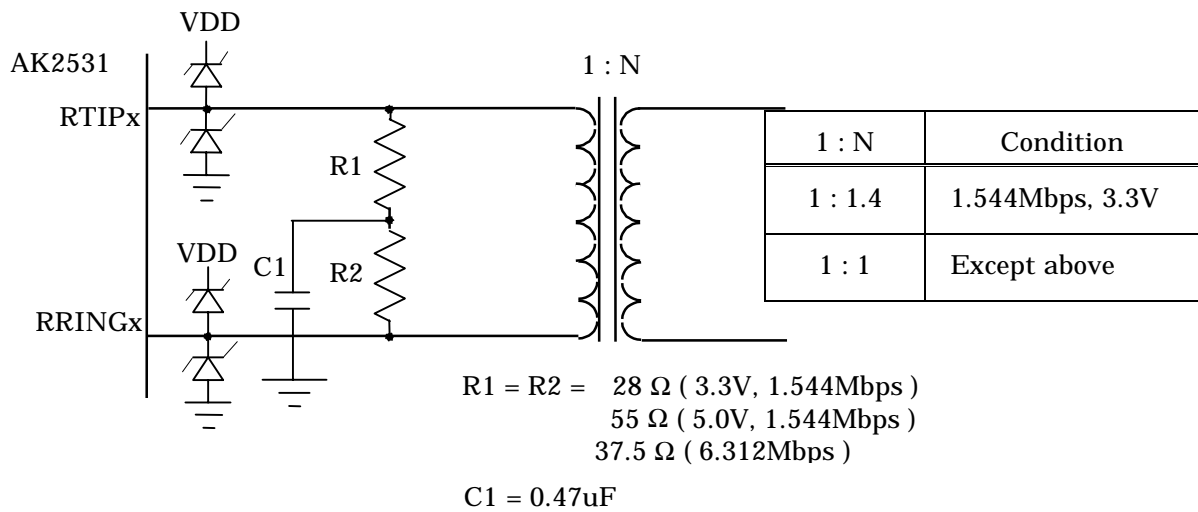 VDD
AK2531
1 : N
RTIPx
R1
1 : N Condition
1 : 1.4 1.544Mbps, 3.3V
1 : 1 Except above
VDD
C1
R2
RRINGx
R1 = R2 = 28 Ω ( 3.3V, 1.544Mbps )
55 Ω ( 5.0V, 1.544Mbps )
37.5 Ω ( 6.312Mbps )
C1 = 0.47uF